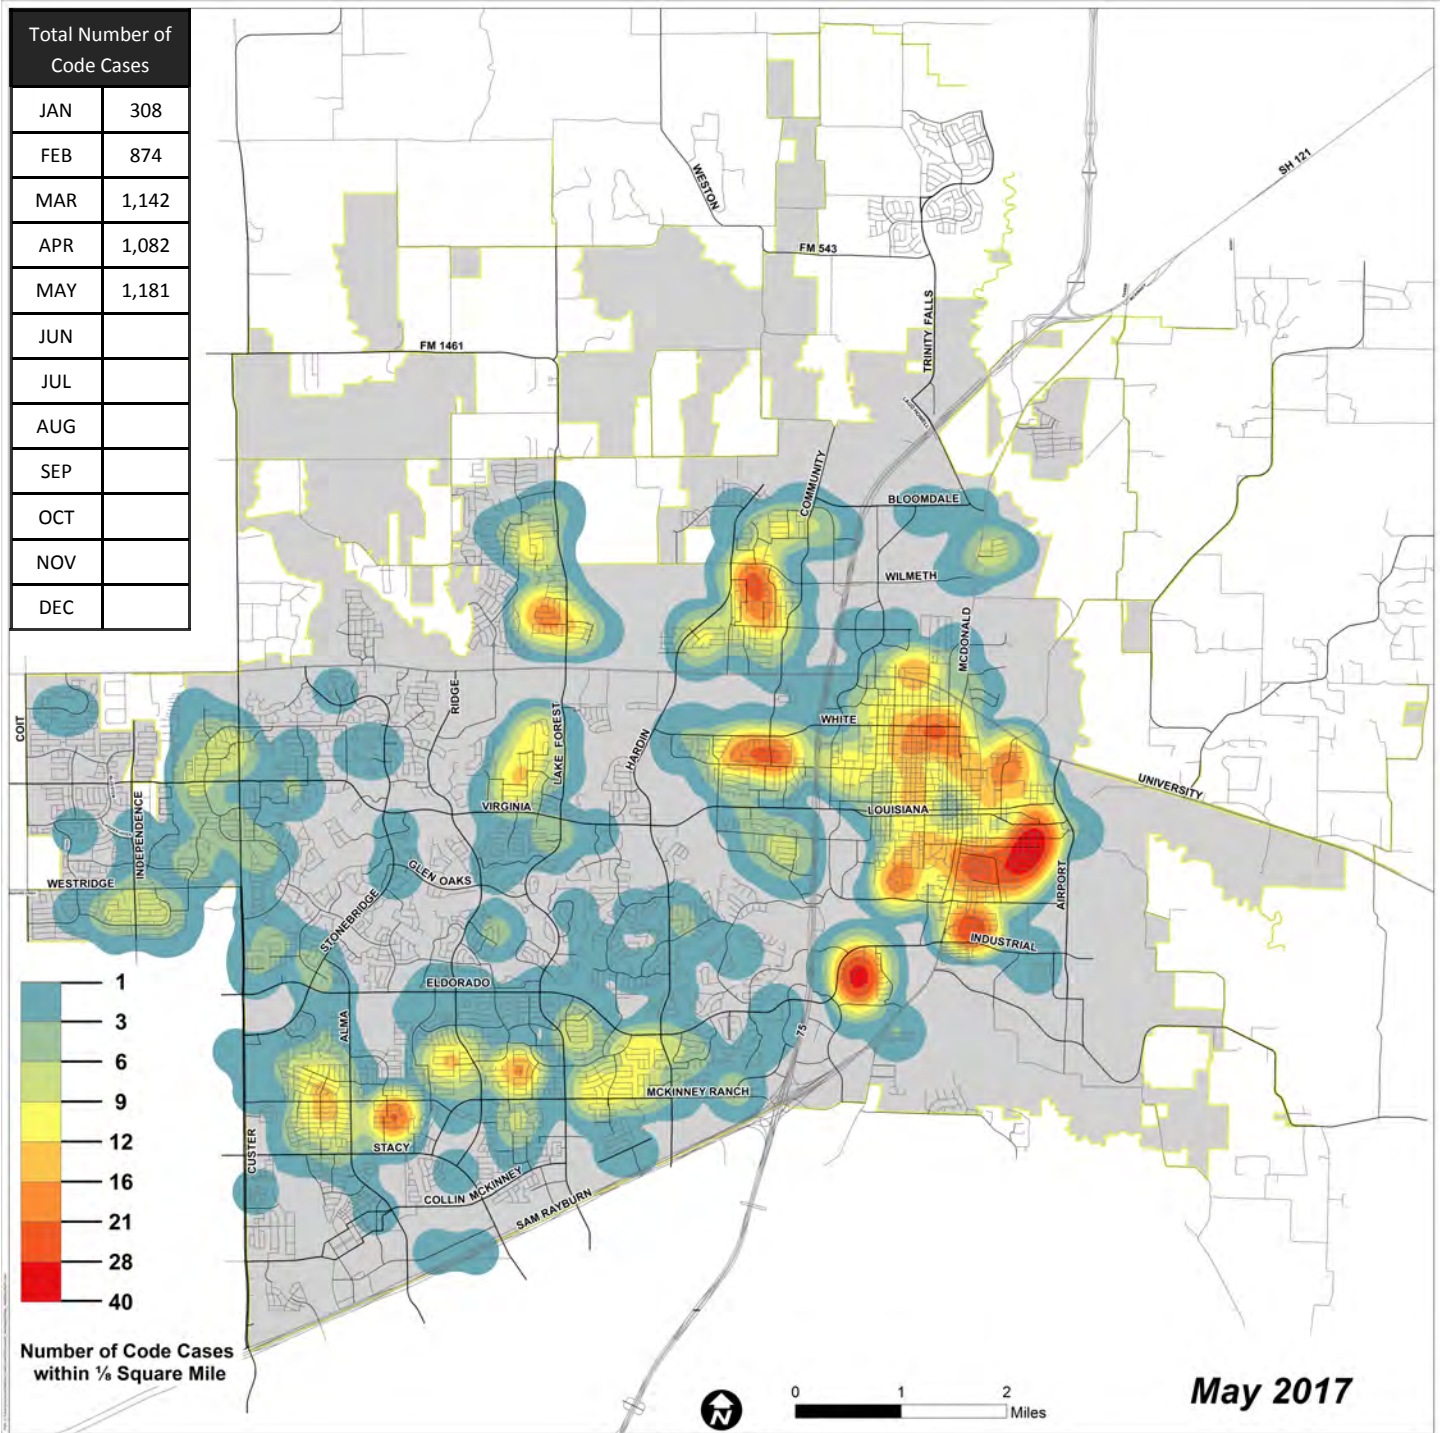 Total Number of
Code Cases
JAN 308
FEB 874
MAR 1,142
APR 1,082
MAY 1,181
JUN
JUL
AUG
SEP
OCT
NOV
DEC
WESTON
SH 121
FM 543
TRINITY FALLS
FM 1461
COMMUNITY
BLOOMDALE
WILMETH
MCDONALD
RIDGE
COIT
LAKE FOREST
HARDIN
WHITE
UNIVERSITY
INDEPENDENCE
VIRGINIA
LOUISIANA
WESTRIDGE
GLEN OAKS
STONEBRIDGE
AIRPORT
INDUSTRIAL
ELDORADO
ALMA
75
MCKINNEY RANCH
CUSTER
STACY
COLLIN MCKINNEY
SAM RAYBURN
1
3
6
9
12
16
21
28
40
Number of Code Cases
within ⅛ Square Mile
N
0 1 2
Miles
May 2017